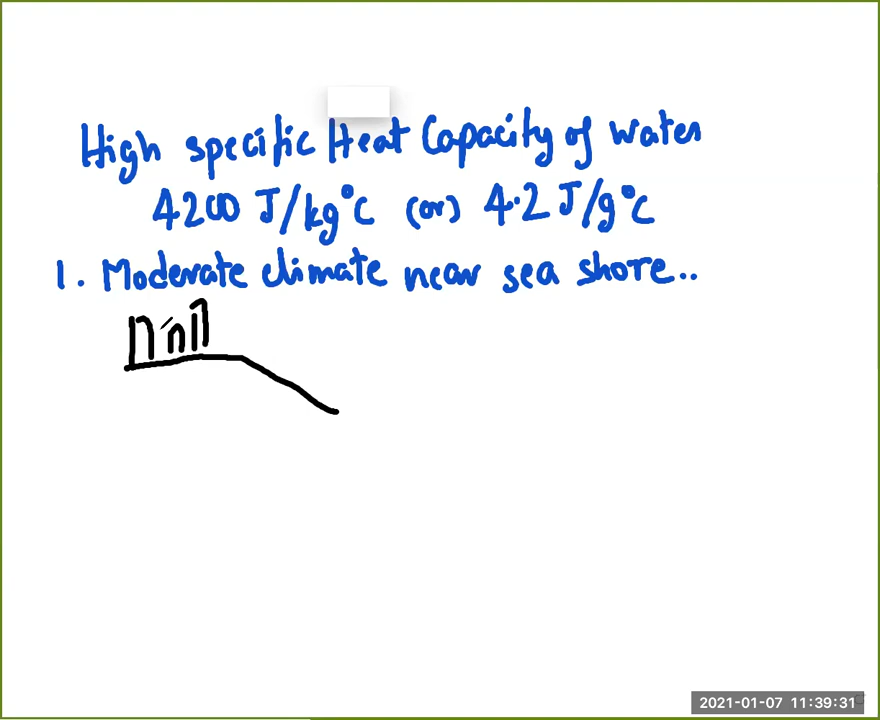 High specific Heat Capacity of water
4200 J/kg°C (or) 4.2 J/g°C
1. Moderate climate near sea shore..
2021-01-07 11:39:31